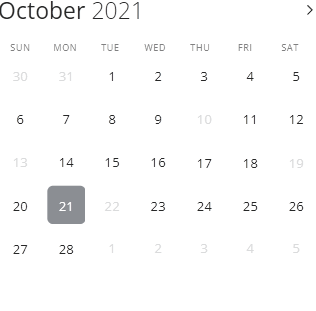 October 2021
SUN MON TUE WED THU FRI SAT
30 31 1 2 3 4 5
6 7 8 9 10 11 12
13 14 15 16 17 18 19
20 21 22 23 24 25 26
27 28 1 2 3 4 5